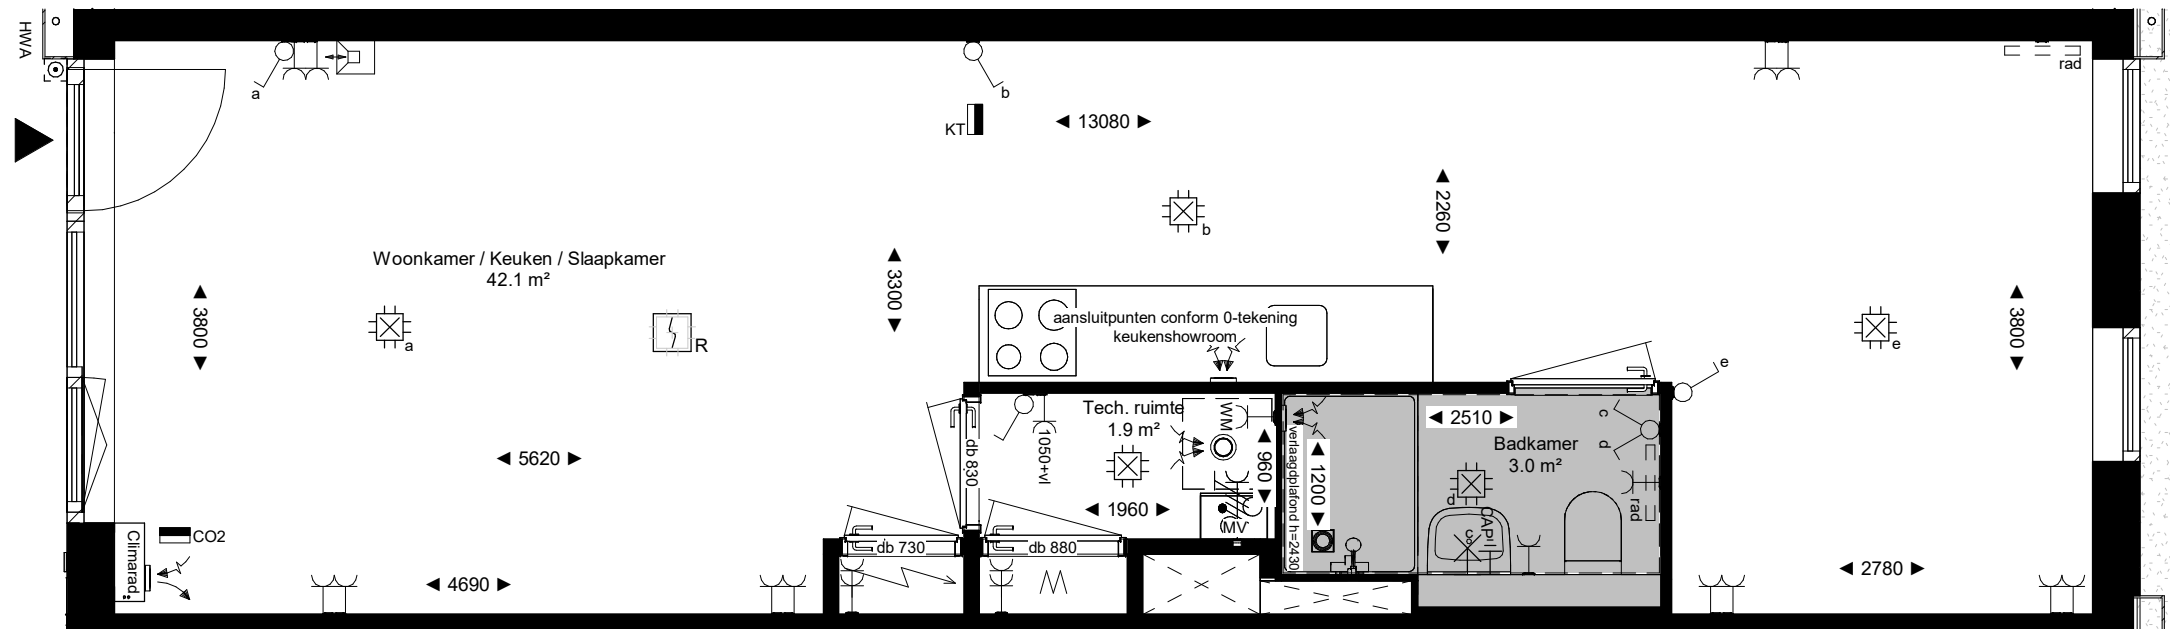 HWA
a
b
KT
13080
rad
2260
b
Woonkamer / Keuken / Slaapkamer
42.1 m²
3800
a
R
3300
aansluitpunten conform 0-tekening
keukenshowroom
e
3800
e
Tech. ruimte
1.9 m²
WM
db 830
1050+vl
960
1960
MV
verlaagdplafond h=2430
1200
2510
c
d
Badkamer
3.0 m²
d
rad
CAP
c
5620
CO2
Climarad
4690
db 730
db 880
2780